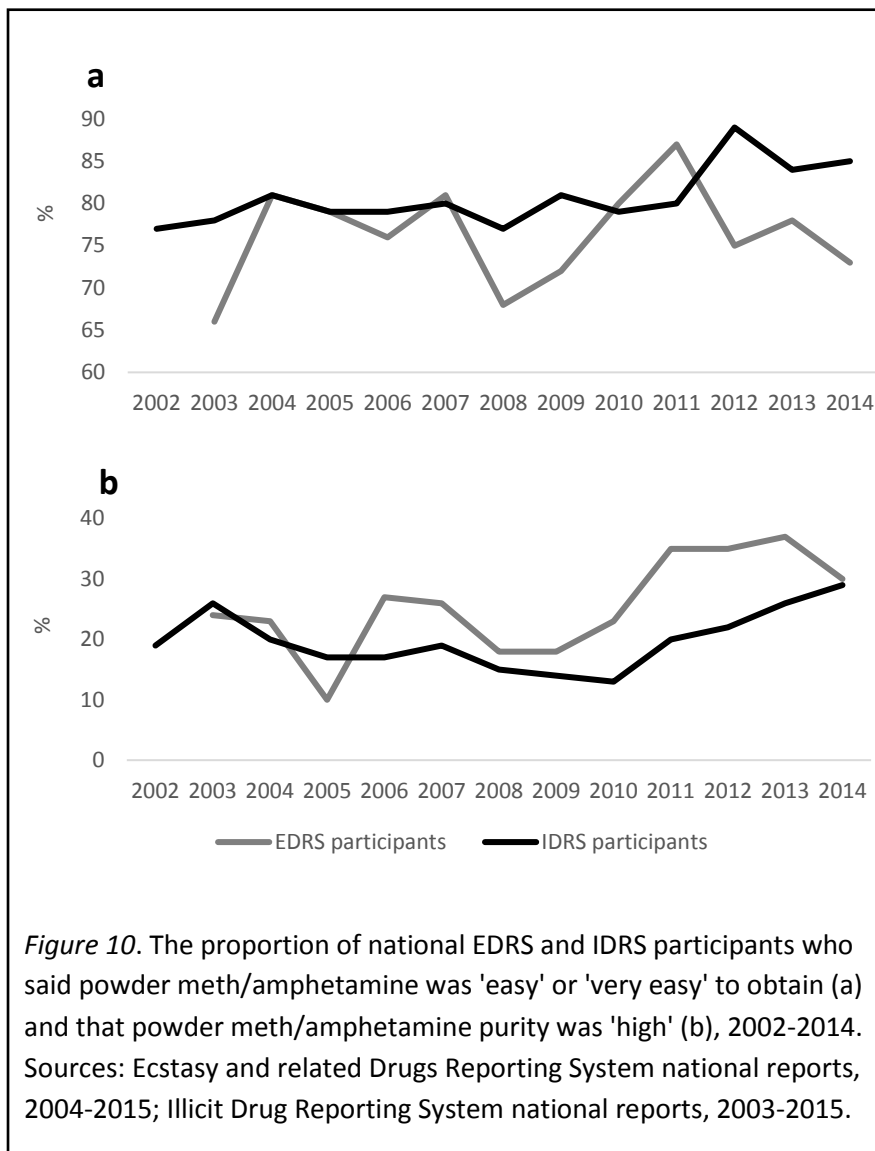 a
90
85
80
75
70
65
60
%
2002 2003 2004 2005 2006 2007 2008 2009 2010 2011 2012 2013 2014
b
40
30
20
10
0
%
2002 2003 2004 2005 2006 2007 2008 2009 2010 2011 2012 2013 2014
EDRS participants IDRS participants
Figure 10. The proportion of national EDRS and IDRS participants who
said powder meth/amphetamine was 'easy' or 'very easy' to obtain (a)
and that powder meth/amphetamine purity was 'high' (b), 2002-2014.
Sources: Ecstasy and related Drugs Reporting System national reports,
2004-2015; Illicit Drug Reporting System national reports, 2003-2015.